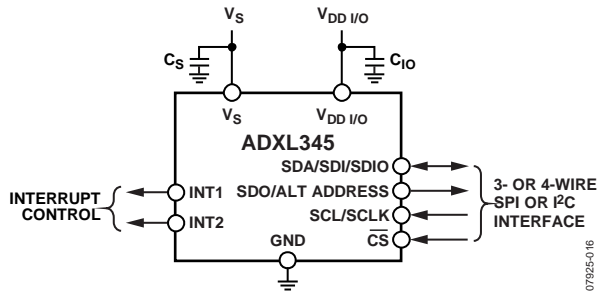 VS VDD I/O
CS CIO
VS VDD I/O
ADXL345
SDA/SDI/SDIO
INT1 SDO/ALT ADDRESS
INT2 SCL/SCLK
GND CS
INTERRUPT
CONTROL
3- OR 4-WIRE
SPI OR I2C
INTERFACE
07925-016